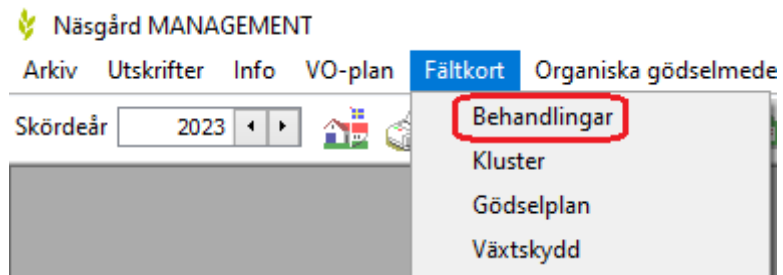 Näsgård MANAGEMENT
Arkiv Utskrifter Info VO-plan Fältkort Organiska gödselmede
Skördeår 2023
Behandlingar
Kluster
Gödselplan
Växtskydd